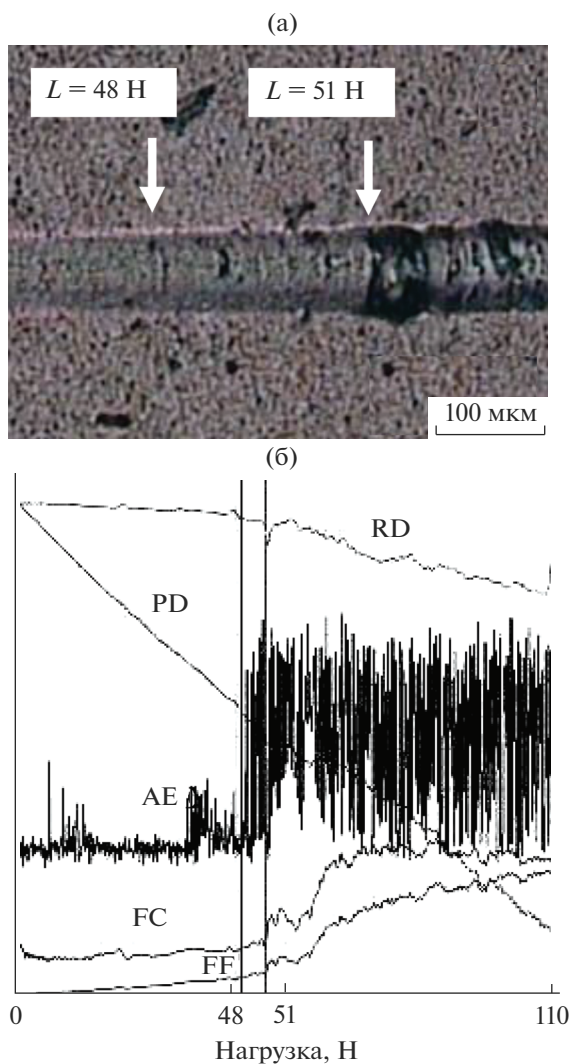 (а)
L = 48 Н
L = 51 Н
100 мкм
(б)
RD
PD
AE
FC
FF
0
48
51
110
Нагрузка, Н